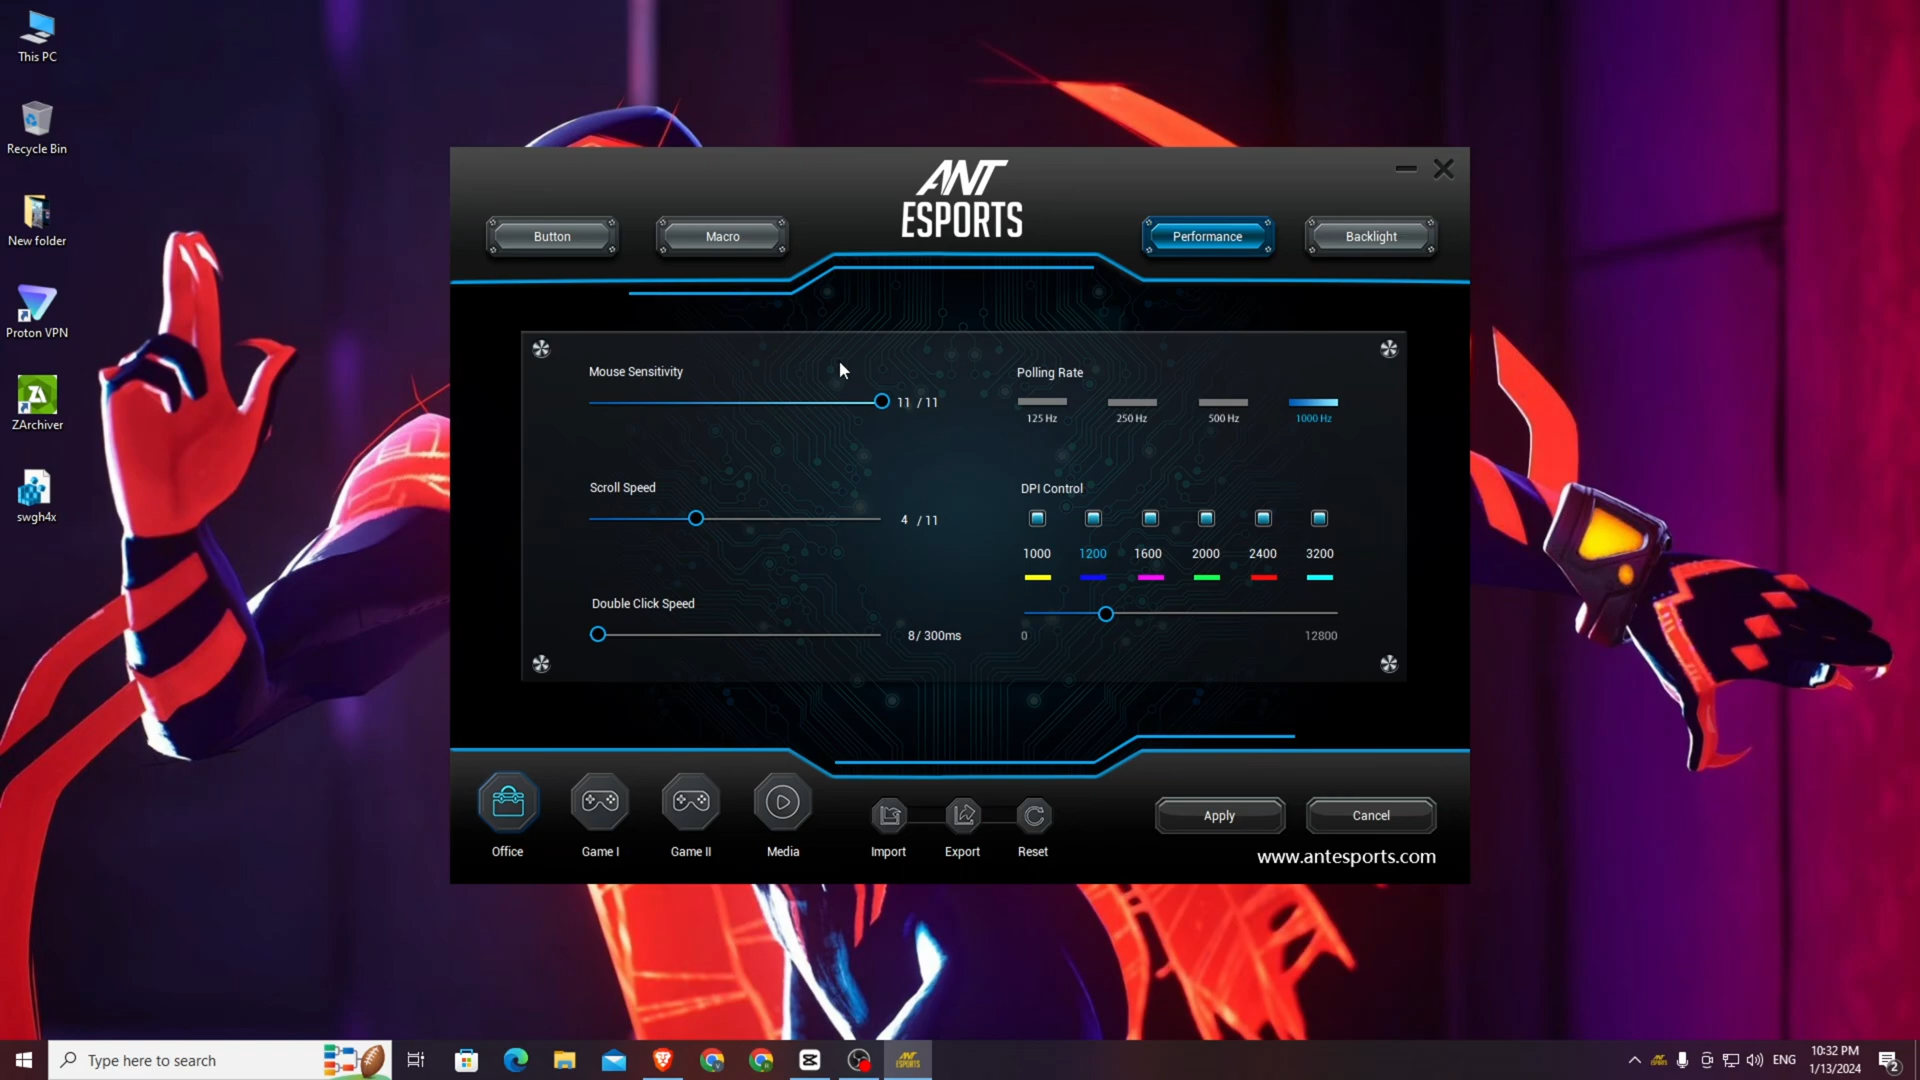 This PC
Recycle Bin
New folder
Proton VPN
ZArchiver
swgh4x
ANT
ESPORTS
Button
Macro
Performance
Backlight
Mouse Sensitivity
11 / 11
Scroll Speed
4 / 11
Double Click Speed
8/ 300ms
Polling Rate
125 Hz
250 Hz
500 Hz
1000 Hz
DPI Control
1000
1200
1600
2000
2400
3200
0
12800
Office
Game I
Game II
Media
Import
Export
Reset
Apply
Cancel
www.antesports.com
Type here to search
ENG
10:32 PM
1/13/2024
2